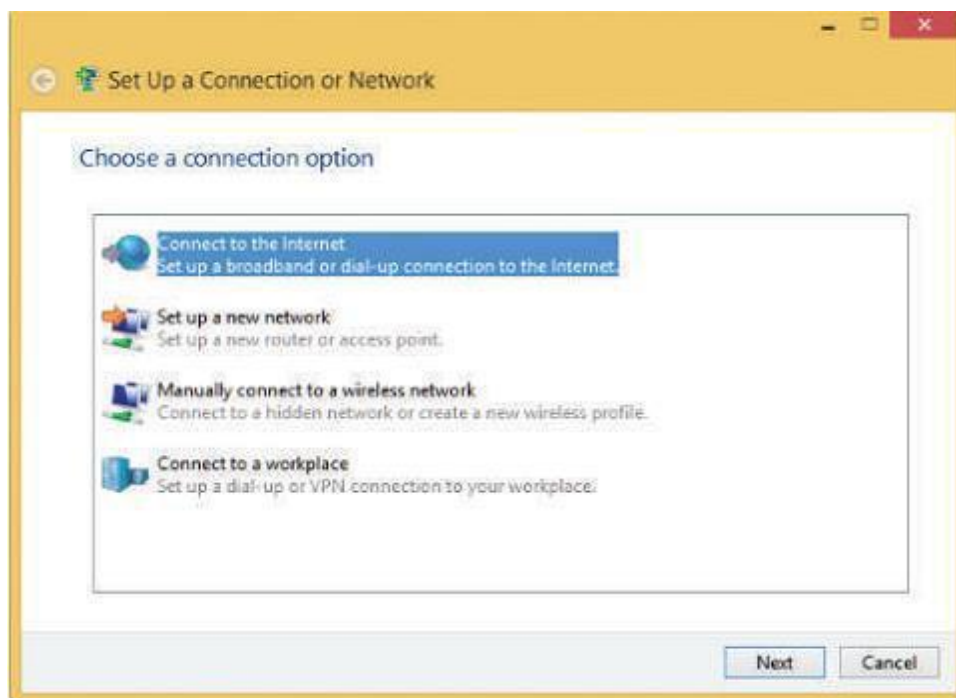 Set Up a Connection or Network
Choose a connection option
Connect to the Internet
Set up a broadband or dial-up connection to the Internet.
Set up a new network
Set up a new router or access point.
Manually connect to a wireless network
Connect to a hidden network or create a new wireless profile.
Connect to a workplace
Set up a dial-up or VPN connection to your workplace.
Next Cancel